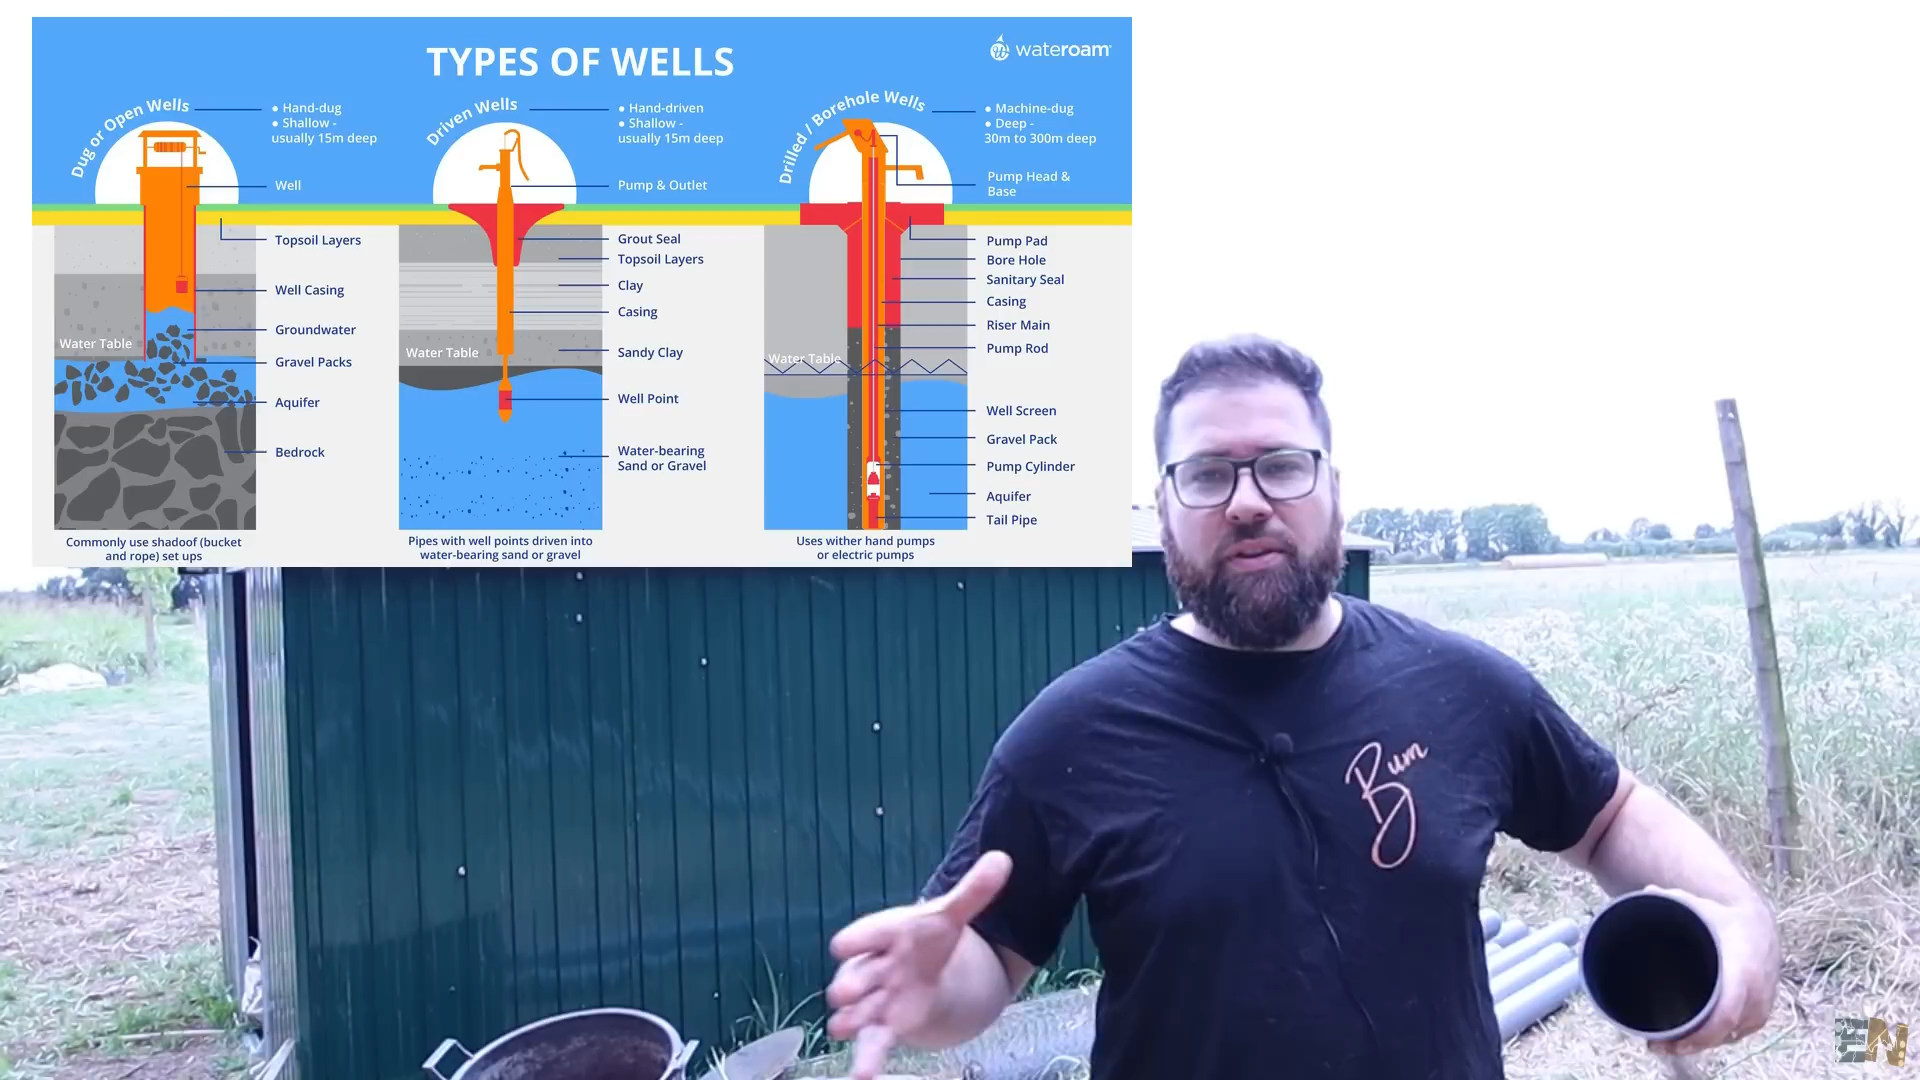 TYPES OF WELLS
wateroam
Dug or Open Wells
● Hand-dug
● Shallow -
usually 15m deep
Well
Topsoil Layers
Well Casing
Groundwater
Water Table
Gravel Packs
Aquifer
Bedrock
Commonly use shadoof (bucket
and rope) set ups
Driven Wells
● Hand-driven
● Shallow -
usually 15m deep
Pump & Outlet
Grout Seal
Topsoil Layers
Clay
Casing
Sandy Clay
Water Table
Well Point
Water-bearing
Sand or Gravel
Pipes with well points driven into
water-bearing sand or gravel
Drilled / Borehole Wells
● Machine-dug
● Deep -
30m to 300m deep
Pump Head &
Base
Pump Pad
Bore Hole
Sanitary Seal
Casing
Riser Main
Pump Rod
Water Table
Well Screen
Gravel Pack
Pump Cylinder
Aquifer
Tail Pipe
Uses wither hand pumps
or electric pumps
Bum
EN